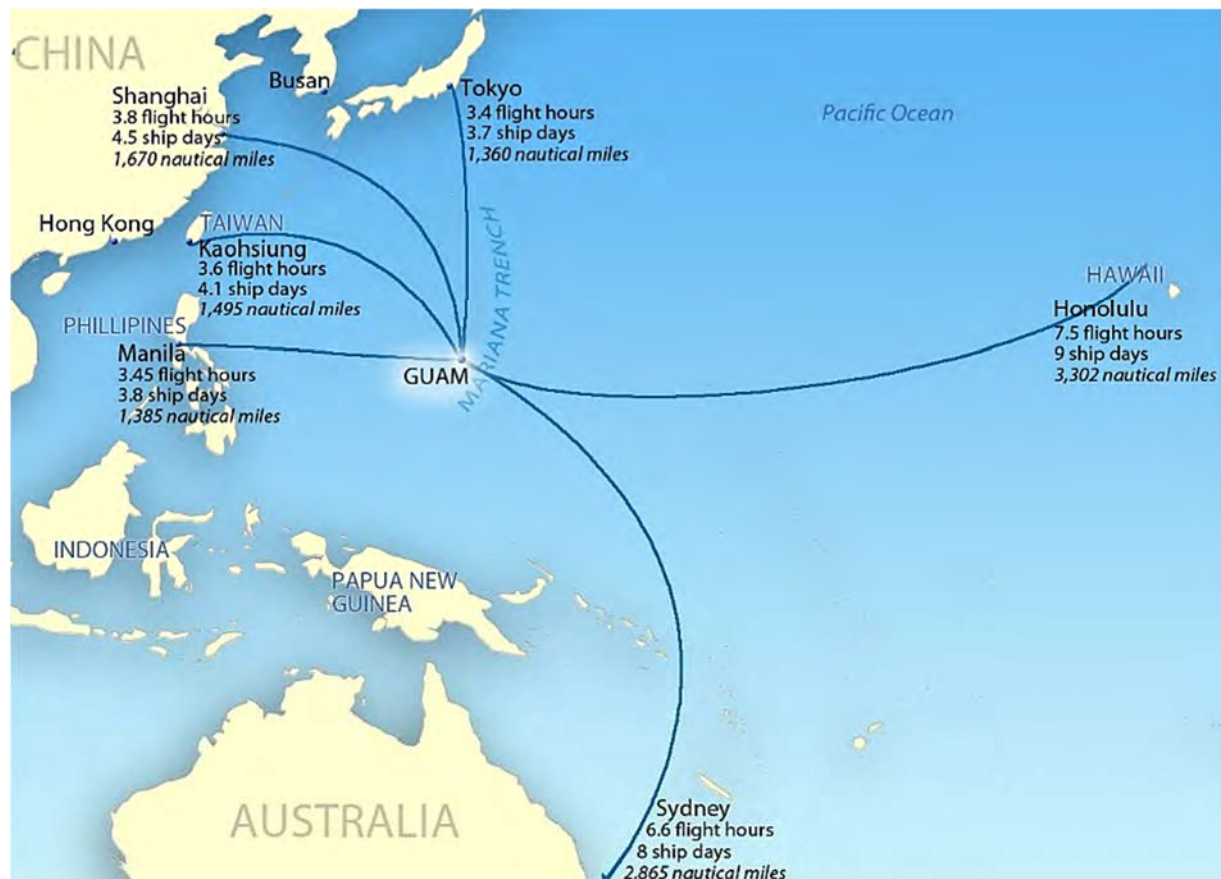 CHINA
Busan
Shanghai
3.8 flight hours
4.5 ship days
1,670 nautical miles
Tokyo
3.4 flight hours
3.7 ship days
1,360 nautical miles
Pacific Ocean
Hong Kong
TAIWAN
Kaohsiung
3.6 flight hours
4.1 ship days
1,495 nautical miles
MARIANA TRENCH
HAWAII
Honolulu
7.5 flight hours
9 ship days
3,302 nautical miles
PHILLIPINES
Manila
3.45 flight hours
3.8 ship days
1,385 nautical miles
GUAM
INDONESIA
PAPUA NEW
GUINEA
AUSTRALIA
Sydney
6.6 flight hours
8 ship days
2,865 nautical miles